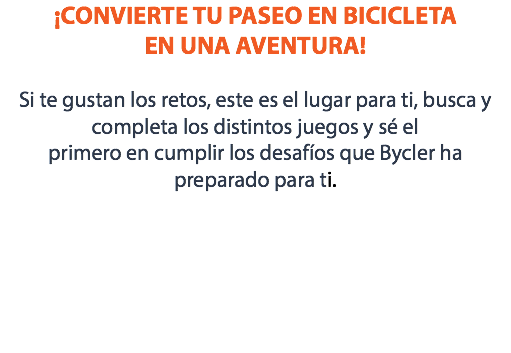 ¡CONVIERTE TU PASEO EN BICICLETA
EN UNA AVENTURA!
Si te gustan los retos, este es el lugar para ti, busca y
completa los distintos juegos y sé el
primero en cumplir los desafíos que Bycler ha
preparado para ti.